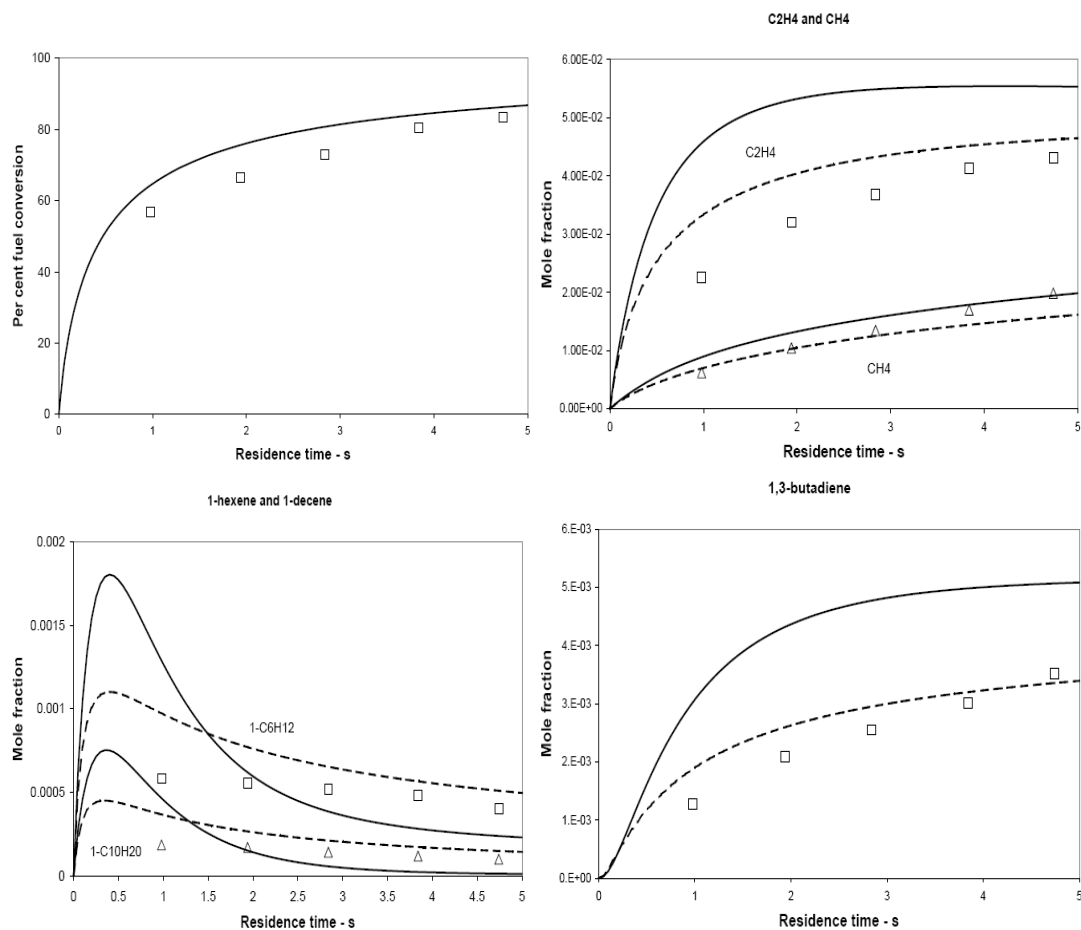 100
80
60
40
20
0
0
1
2
3
4
5
Per cent fuel conversion
Residence time - s
C2H4 and CH4
6.00E-02
5.00E-02
4.00E-02
3.00E-02
2.00E-02
1.00E-02
0.00E+00
0
1
2
3
4
5
Mole fraction
C2H4
CH4
Residence time - s
1-hexene and 1-decene
0.002
0.0015
0.001
0.0005
0
0
0.5
1
1.5
2
2.5
3
3.5
4
4.5
5
Mole fraction
1-C6H12
1-C10H20
Residence time - s
1,3-butadiene
6.E-03
5.E-03
4.E-03
3.E-03
2.E-03
1.E-03
0.E+00
0
1
2
3
4
5
Mole fraction
Residence time - s